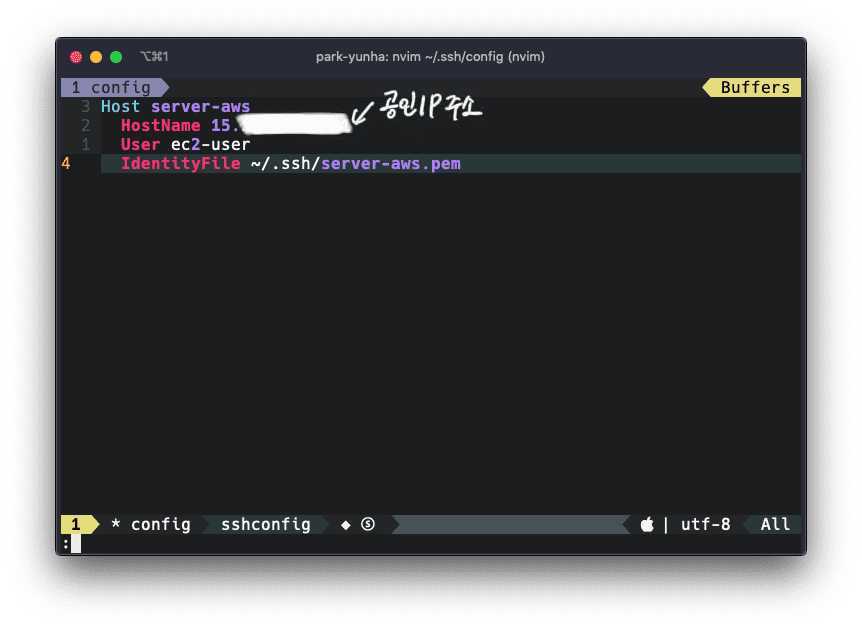 ⌥⌘1
park-yunha: nvim ~/.ssh/config (nvim)
1 config
Buffers
3 Host server-aws
2 HostName 15.
공인IP주소
1 User ec2-user
4 IdentityFile ~/.ssh/server-aws.pem
1 * config sshconfig ◆ Ⓢ | utf-8 All
: